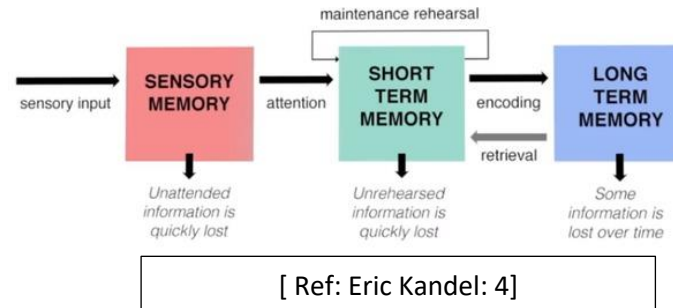 maintenance rehearsal
sensory input
SENSORY
MEMORY
attention
SHORT
TERM
MEMORY
encoding
retrieval
LONG
TERM
MEMORY
Unattended
information is
quickly lost
Unrehearsed
information is
quickly lost
Some
information is
lost over time
[ Ref: Eric Kandel: 4]